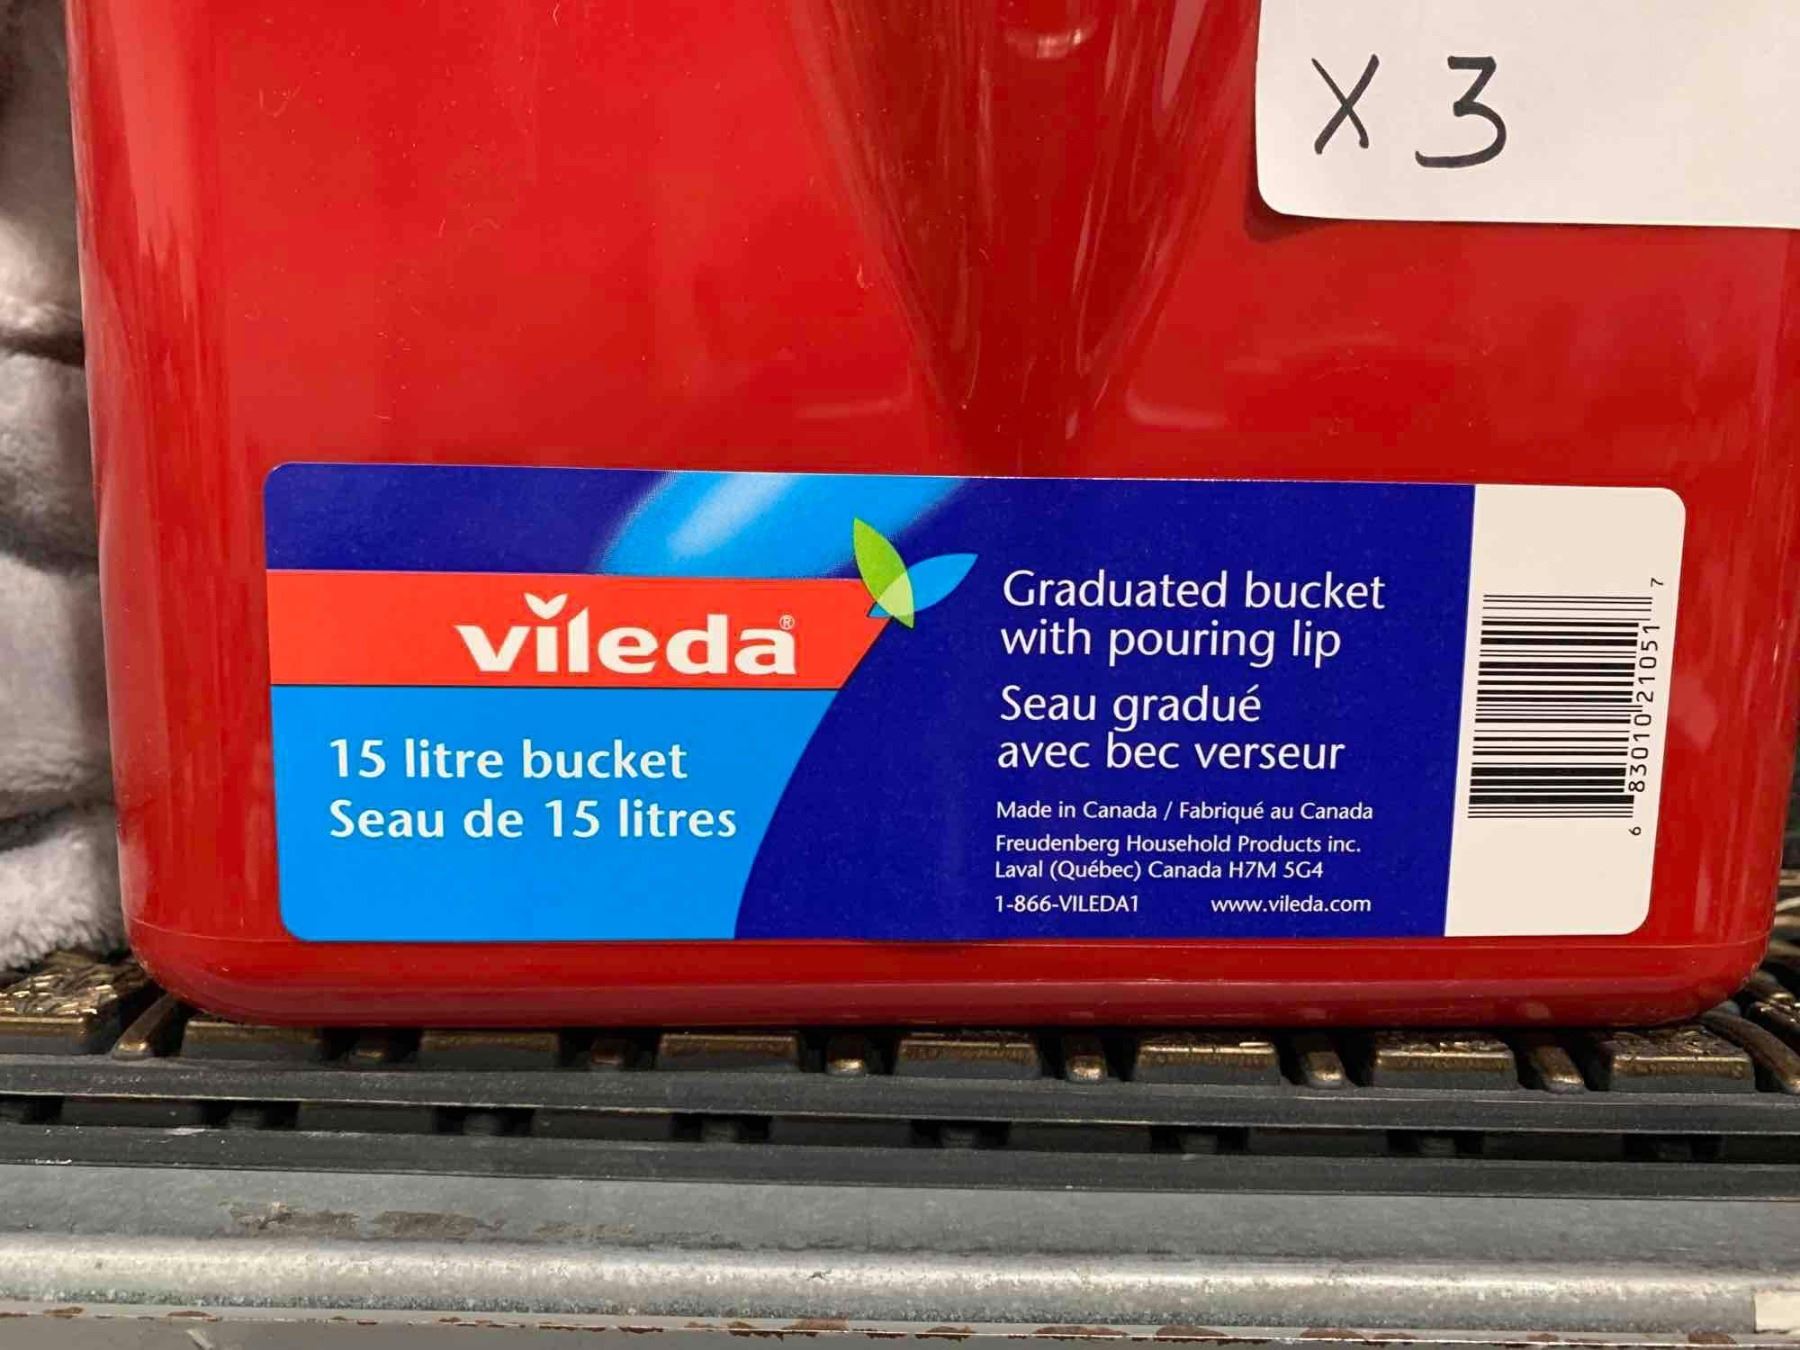 X 3
vileda®
15 litre bucket
Seau de 15 litres
Graduated bucket
with pouring lip
Seau gradué
avec bec verseur
Made in Canada / Fabriqué au Canada
Freudenberg Household Products inc.
Laval (Québec) Canada H7M 5G4
1-866-VILEDA1 www.vileda.com
6 83010 21051 7